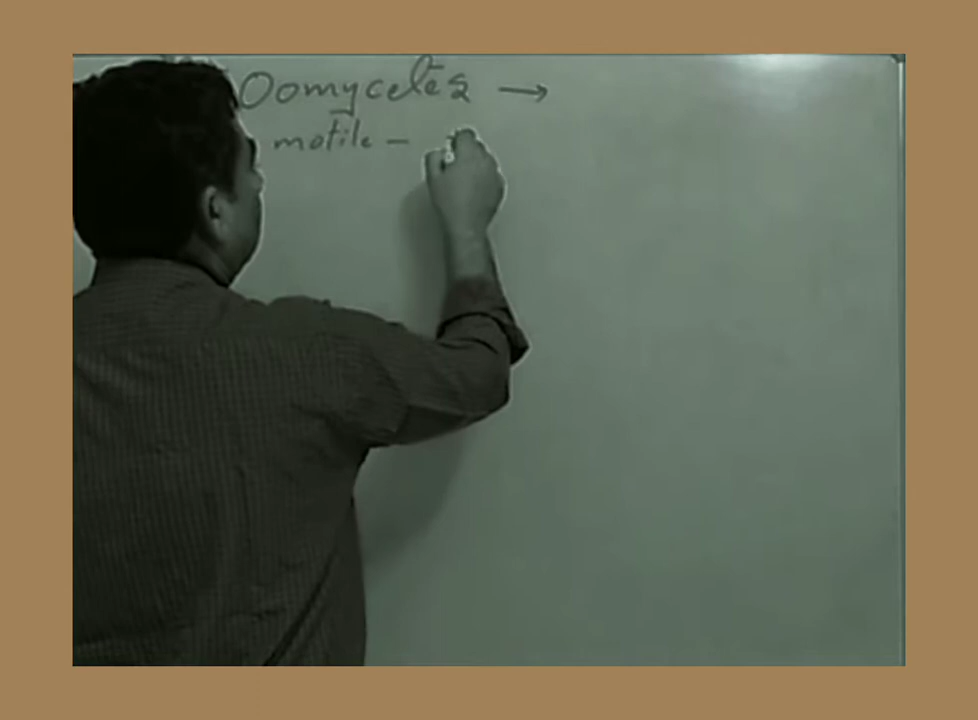 Oomycetes →
motile –